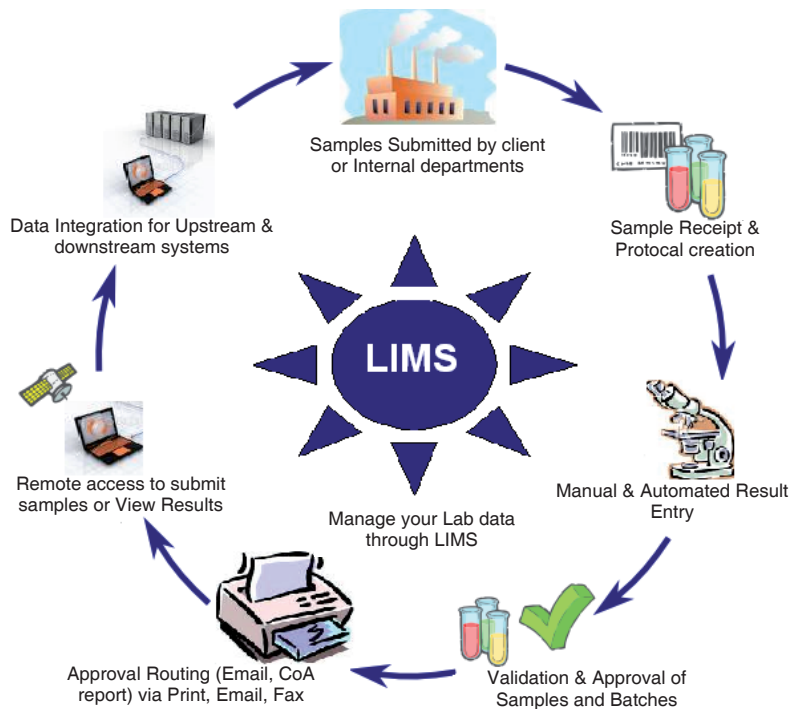 Samples Submitted by client
or Internal departments
Sample Receipt &
Protocal creation
Manual & Automated Result
Entry
Validation & Approval of
Samples and Batches
Approval Routing (Email, CoA
report) via Print, Email, Fax
Remote access to submit
samples or View Results
Data Integration for Upstream &
downstream systems
LIMS
Manage your Lab data
through LIMS